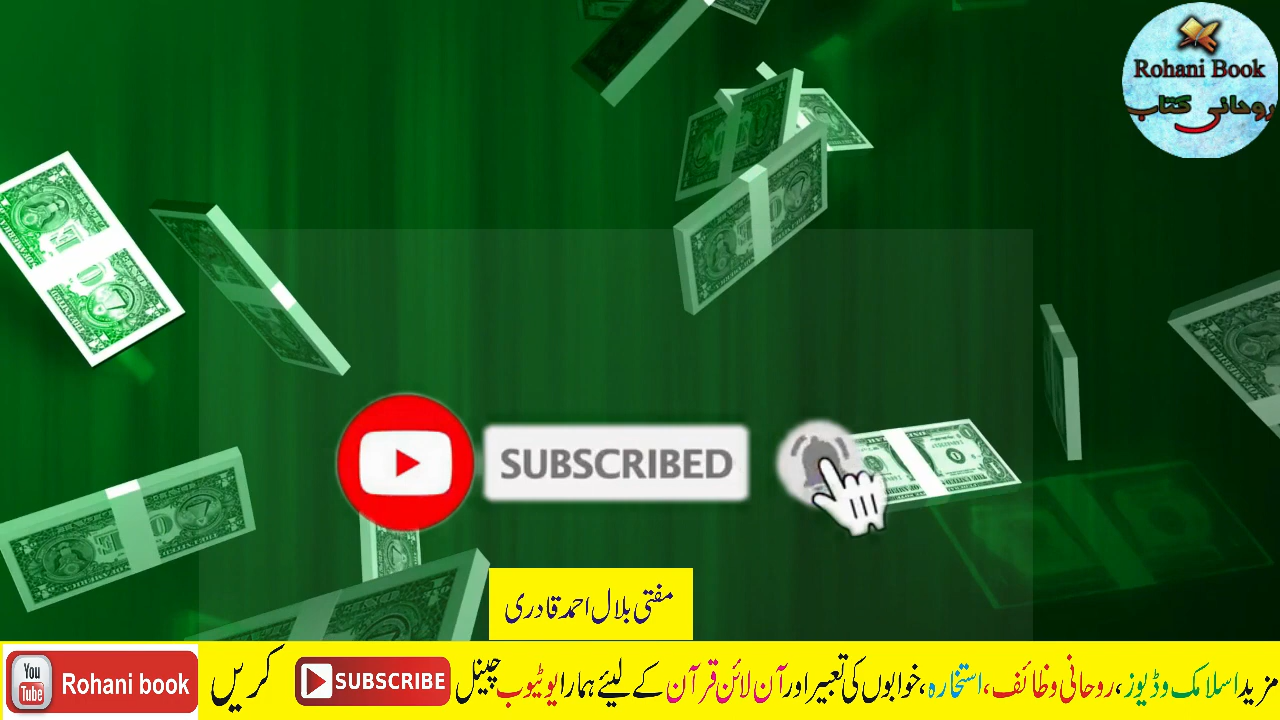 Rohani Book
روحانی کتاب
SUBSCRIBED
مفتی بلال احمد قادری
مزید اسلامک وڈیوز، روحانی وظائف، استخارہ، خوابوں کی تعبیر اور آن لائن قرآن کے لیئے ہمارا یوٹیوب چینل SUBSCRIBE کریں
You Tube Rohani book